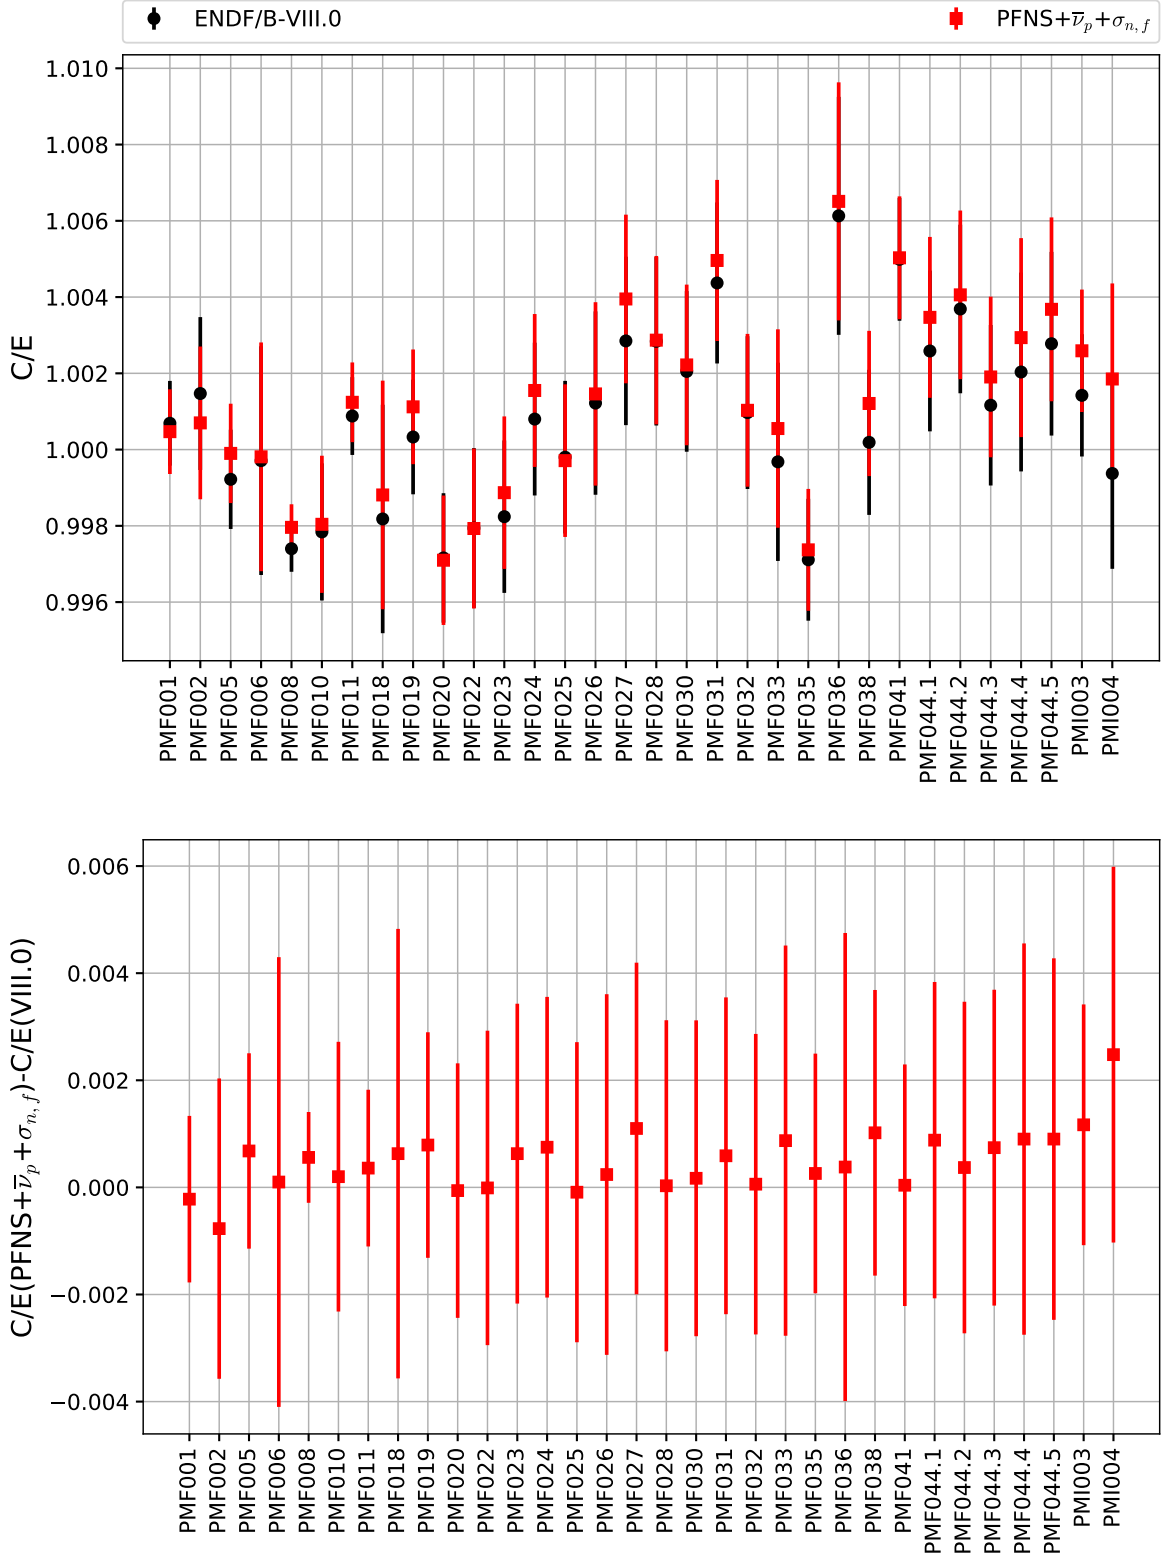 ENDF/B-VIII.0
PFNS+ν̅ₚ+σₙ,f
1.010
1.008
1.006
1.004
1.002
1.000
0.998
0.996
C/E
PMF001
PMF002
PMF005
PMF006
PMF008
PMF010
PMF011
PMF018
PMF019
PMF020
PMF022
PMF023
PMF024
PMF025
PMF026
PMF027
PMF028
PMF030
PMF031
PMF032
PMF033
PMF035
PMF036
PMF038
PMF041
PMF044.1
PMF044.2
PMF044.3
PMF044.4
PMF044.5
PMI003
PMI004
0.006
0.004
0.002
0.000
−0.002
−0.004
C/E(PFNS+ν̅ₚ+σₙ,f)-C/E(VIII.0)
PMF001
PMF002
PMF005
PMF006
PMF008
PMF010
PMF011
PMF018
PMF019
PMF020
PMF022
PMF023
PMF024
PMF025
PMF026
PMF027
PMF028
PMF030
PMF031
PMF032
PMF033
PMF035
PMF036
PMF038
PMF041
PMF044.1
PMF044.2
PMF044.3
PMF044.4
PMF044.5
PMI003
PMI004